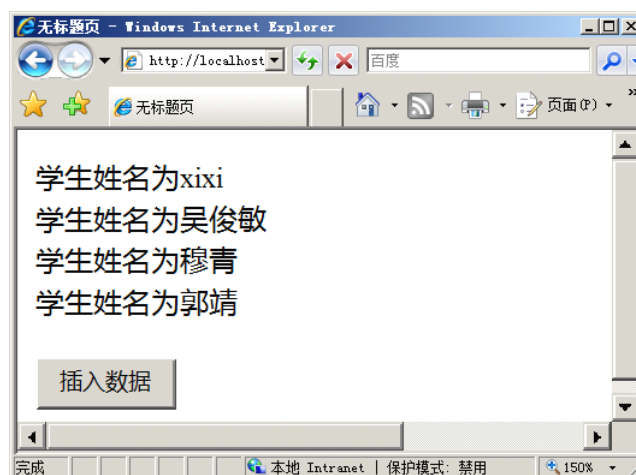 无标题页 - Windows Internet Explorer
http://localhost
百度
无标题页
页面(P)
»
学生姓名为xixi
学生姓名为吴俊敏
学生姓名为穆青
学生姓名为郭靖
插入数据
完成
本地 Intranet | 保护模式: 禁用
150%